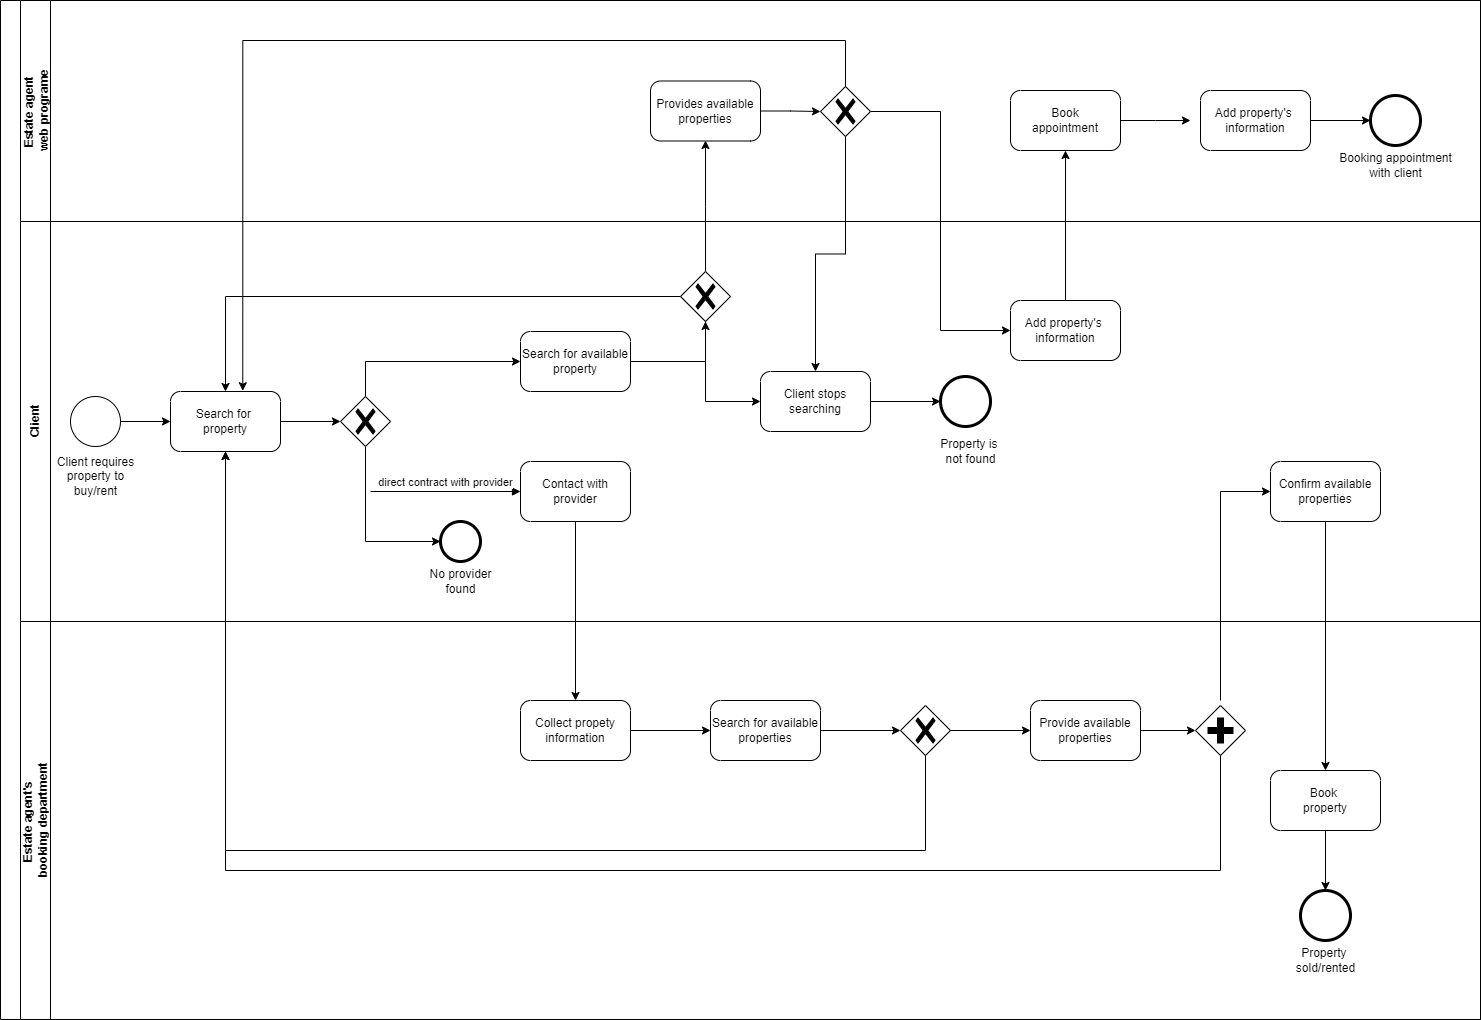 Estate agent
web programe
Provides available
properties
Book
appointment
Add property's
information
Booking appointment
with client
Client
Client requires
property to
buy/rent
Search for
property
Search for available
property
Client stops
searching
Property is
not found
Add property's
information
direct contract with provider
Contact with
provider
No provider
found
Confirm available
properties
Estate agent's
booking department
Collect propety
information
Search for available
properties
Provide available
properties
Book
property
Property
sold/rented